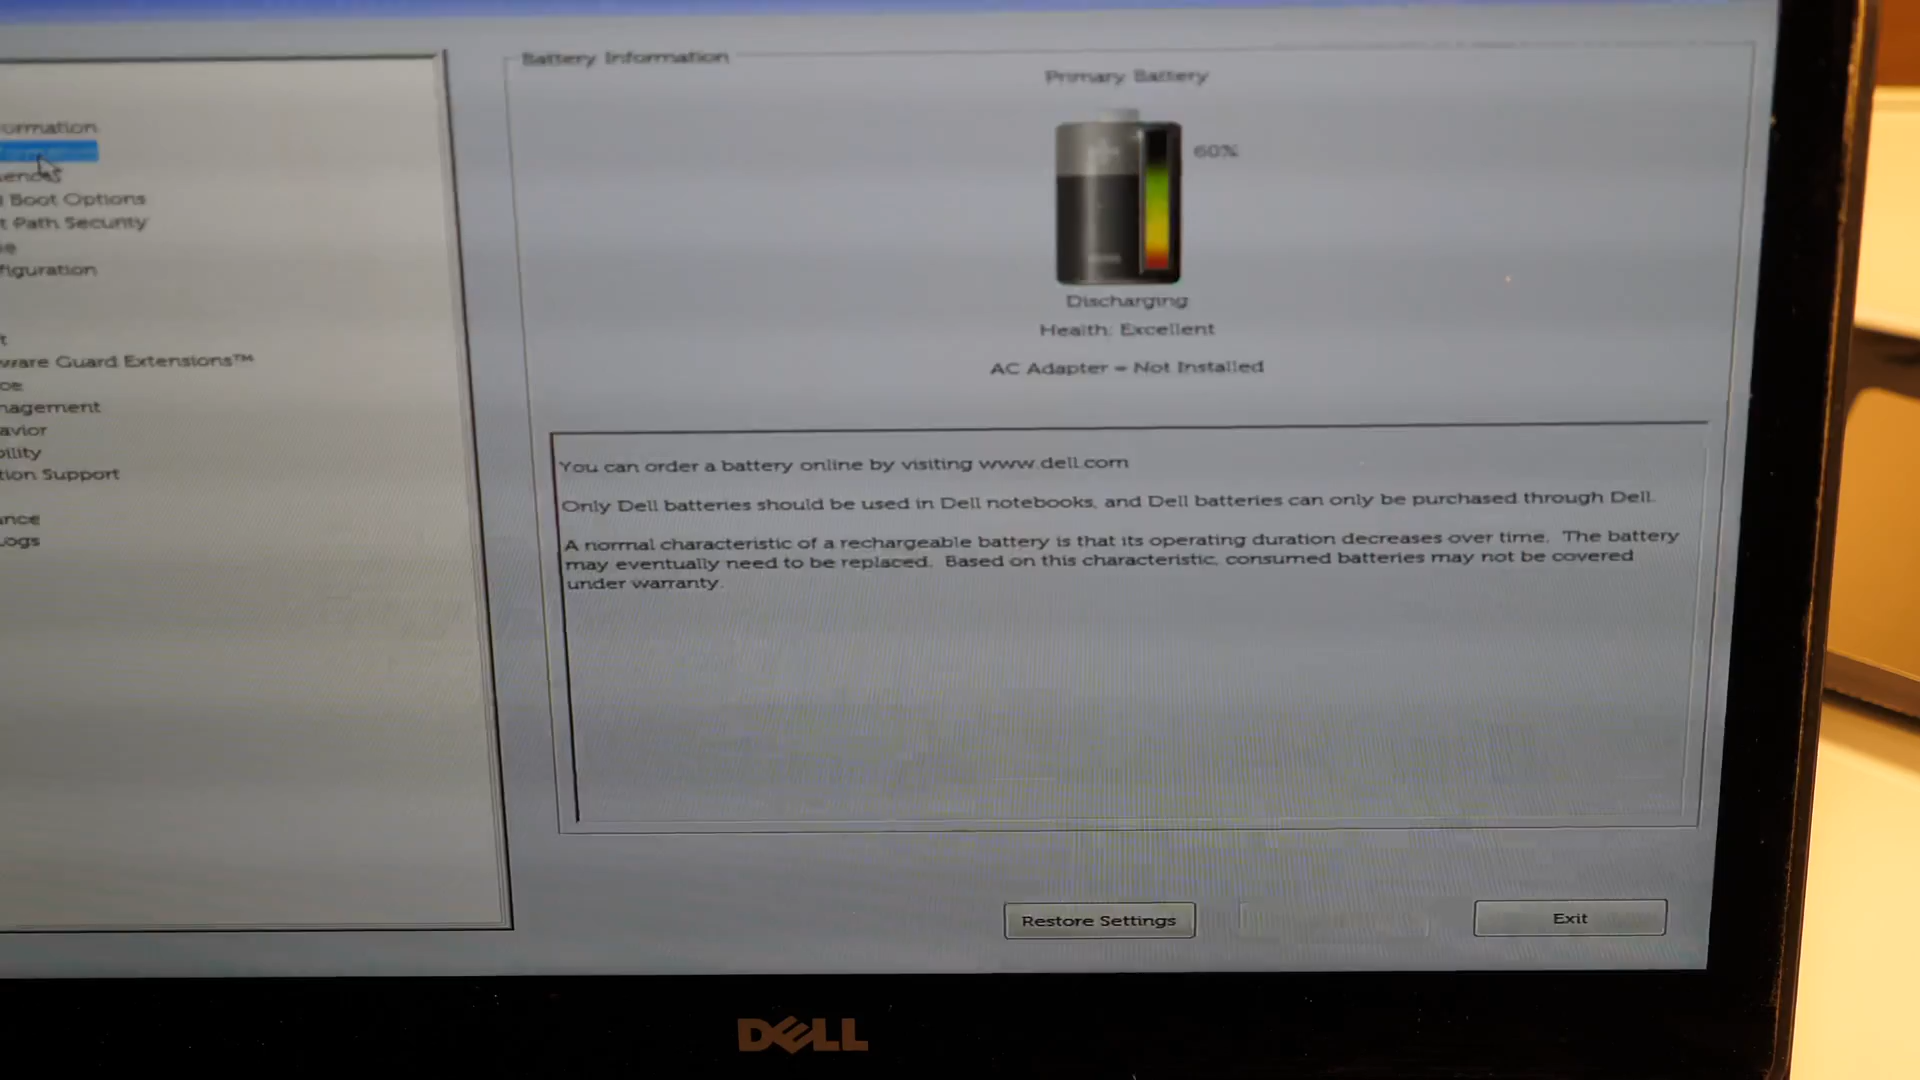 Battery Information
Primary Battery
60%
Discharging
Health: Excellent
AC Adapter = Not Installed
You can order a battery online by visiting www.dell.com
Only Dell batteries should be used in Dell notebooks, and Dell batteries can only be purchased through Dell.
A normal characteristic of a rechargeable battery is that its operating duration decreases over time. The battery
may eventually need to be replaced. Based on this characteristic, consumed batteries may not be covered
under warranty.
ormation
Boot Options
t Path Security
figuration
t
ware Guard Extensions™
ce
nagement
avior
bility
tion Support
ance
Logs
Restore Settings
Exit
DELL